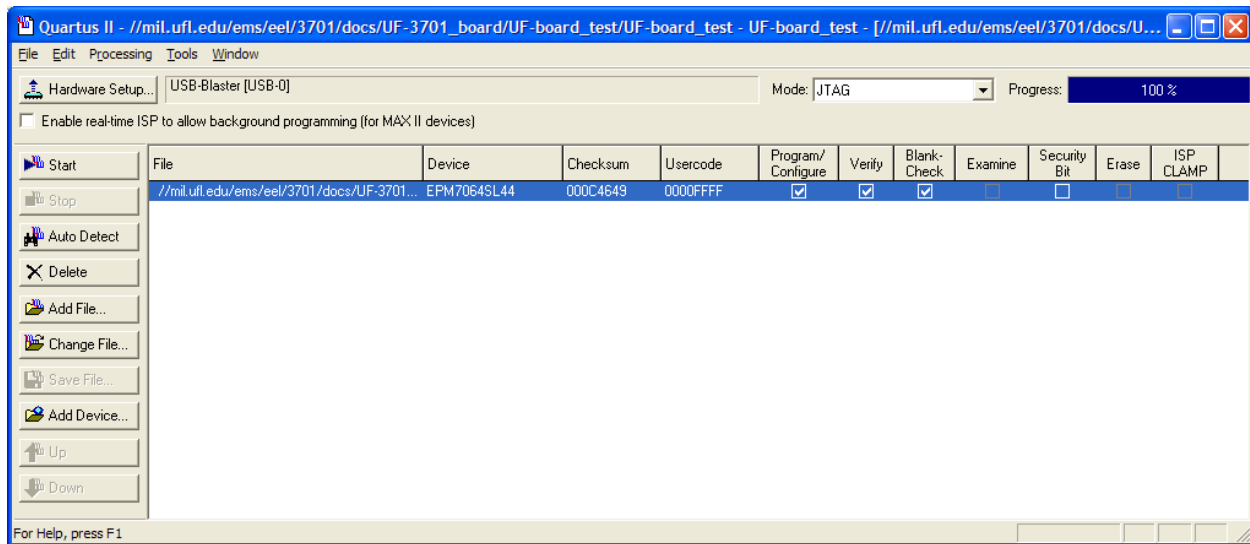 Quartus II - //mil.ufl.edu/ems/eel/3701/docs/UF-3701_board/UF-board_test/UF-board_test - UF-board_test - [//mil.ufl.edu/ems/eel/3701/docs/U...
File Edit Processing Tools Window
Hardware Setup... USB-Blaster [USB-0] Mode: JTAG Progress: 100 %
Enable real-time ISP to allow background programming (for MAX II devices)
Start
Stop
Auto Detect
Delete
Add File...
Change File...
Save File...
Add Device...
Up
Down
File Device Checksum Usercode Program/ Configure Verify Blank- Check Examine Security Bit Erase ISP CLAMP
//mil.ufl.edu/ems/eel/3701/docs/UF-3701... EPM7064SL44 000C4649 0000FFFF
For Help, press F1